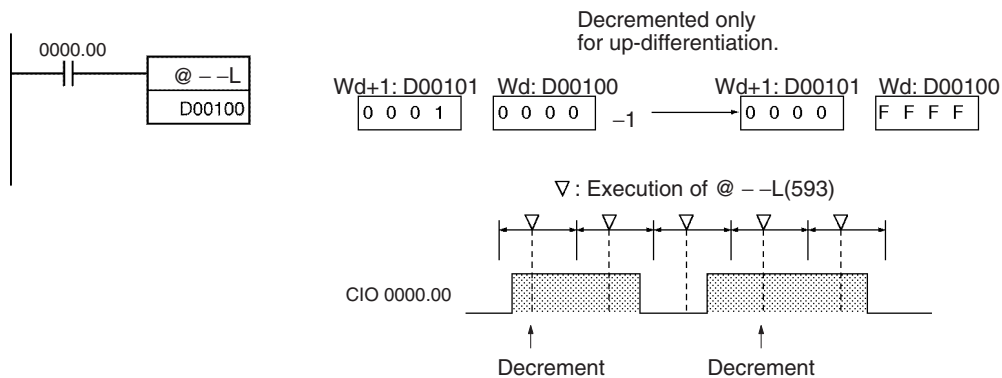 0000.00
@ – –L
D00100
Decremented only
for up-differentiation.
Wd+1: D00101 Wd: D00100 Wd+1: D00101 Wd: D00100
0 0 0 1 0 0 0 0 –1 0 0 0 0 F F F F
▽ : Execution of @ – –L(593)
CIO 0000.00
Decrement Decrement